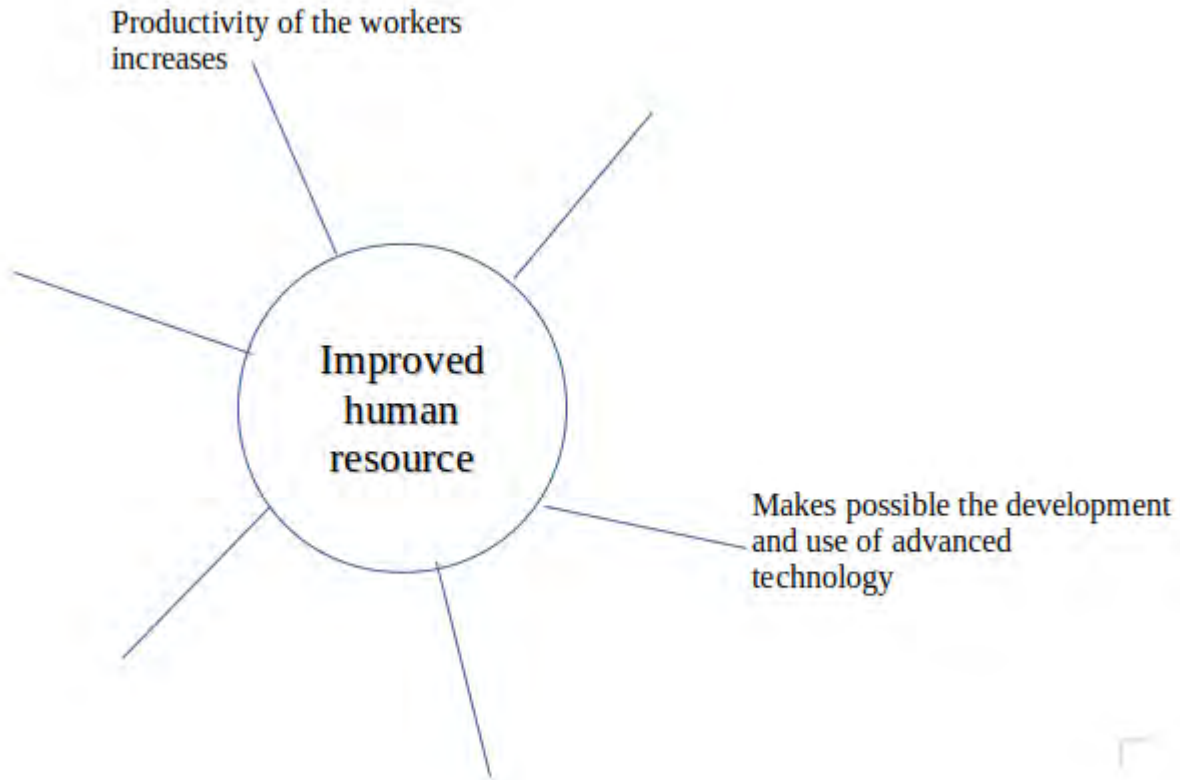 Productivity of the workers
increases
Improved
human
resource
Makes possible the development
and use of advanced
technology